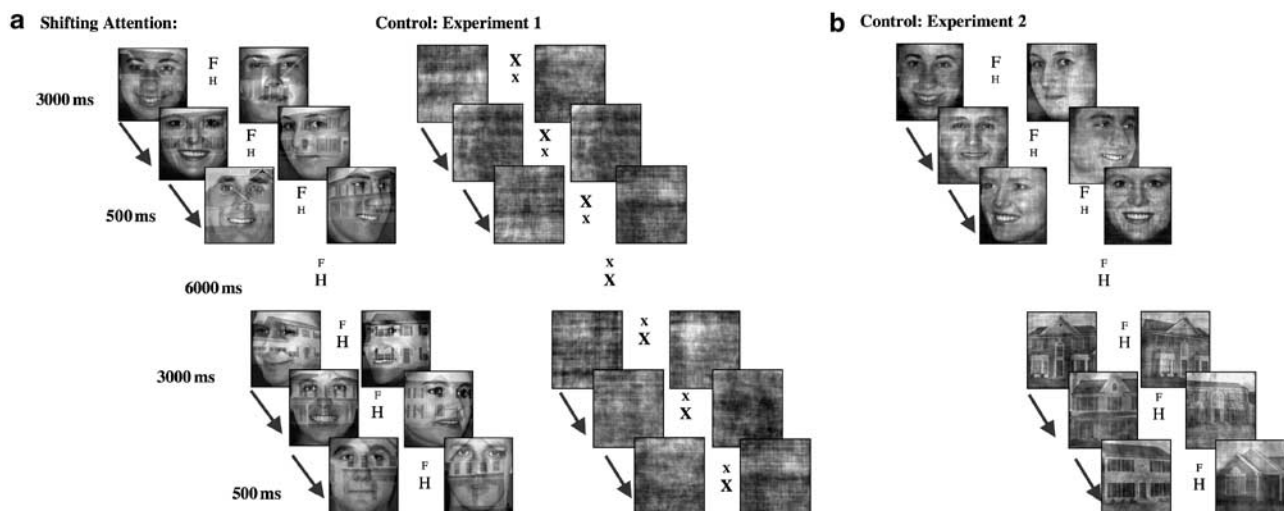 a Shifting Attention: Control: Experiment 1 b Control: Experiment 2
F
H
X
x
F
H
3000 ms
F
H
X
x
F
H
F
H
X
x
F
H
500 ms
F
H
x
X
F
H
6000 ms
F
H
x
X
F
H
3000 ms
F
H
x
X
F
H
500 ms
F
H
x
X
F
H